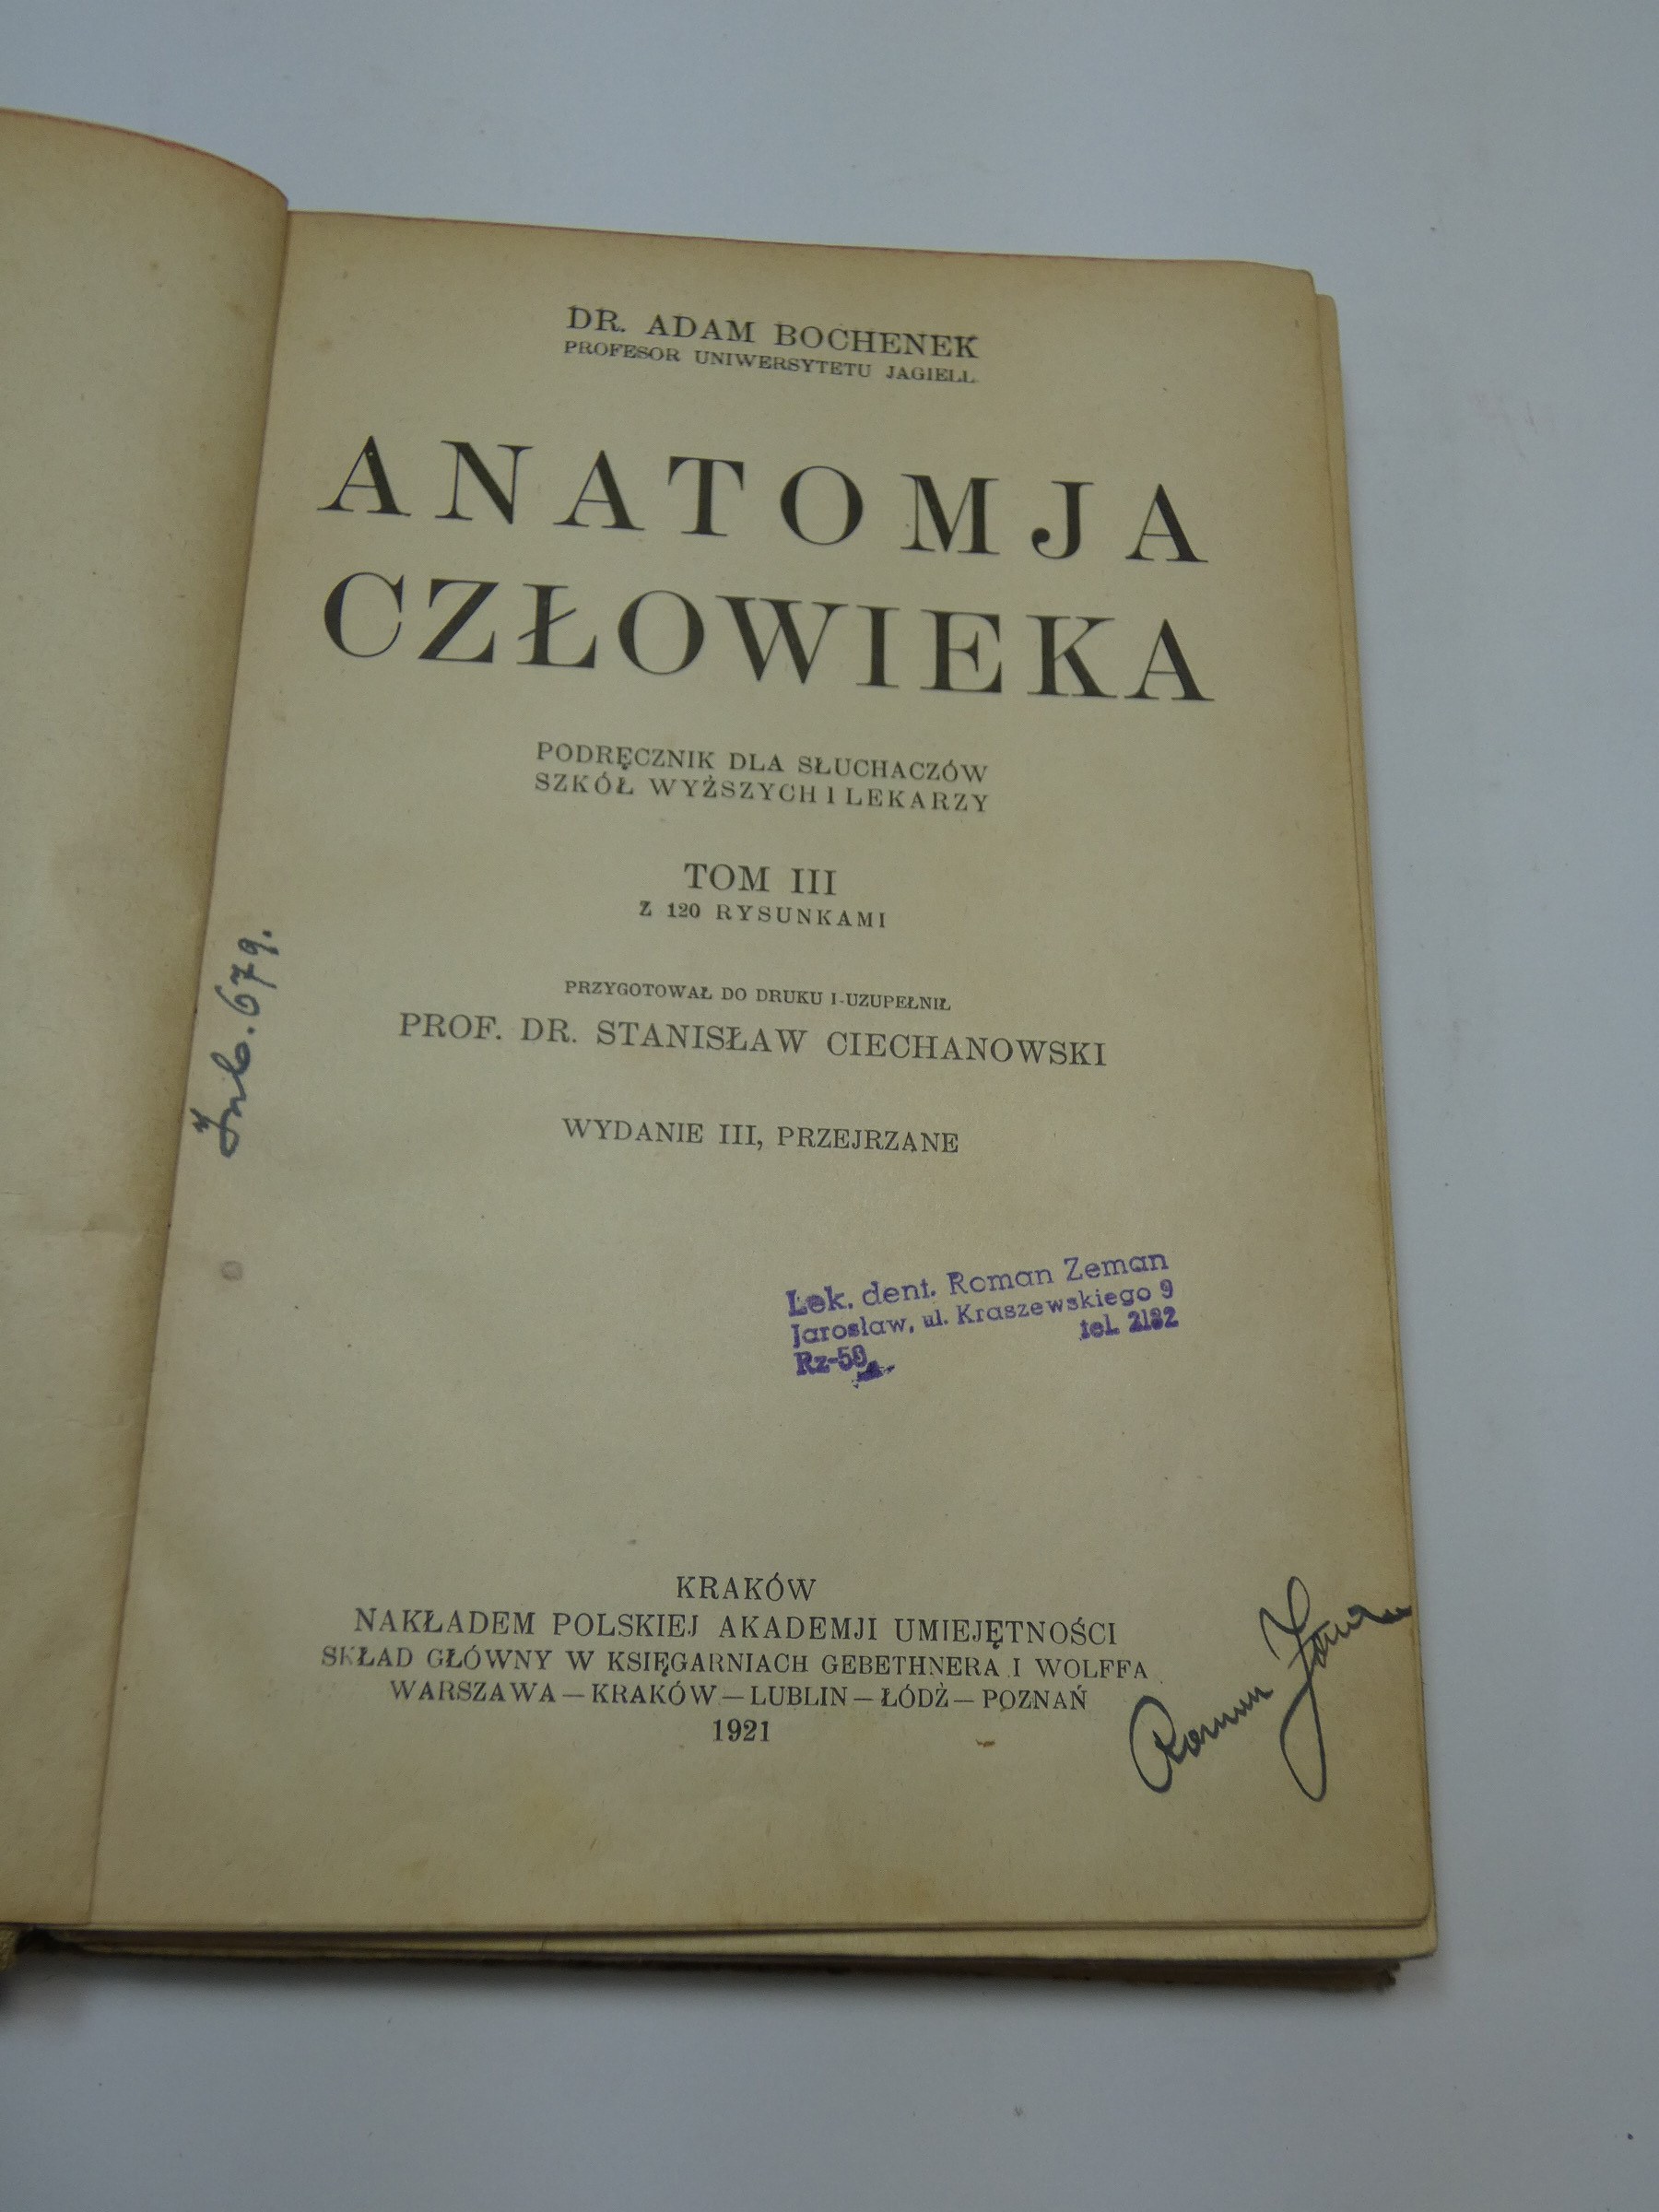 DR. ADAM BOCHENEK
PROFESOR UNIWERSYTETU JAGIELL.
ANATOMJA
CZŁOWIEKA
PODRĘCZNIK DLA SŁUCHACZÓW
SZKÓŁ WYŻSZYCH I LEKARZY
TOM III
Z 120 RYSUNKAMI
PRZYGOTOWAŁ DO DRUKU I UZUPEŁNIŁ
PROF. DR. STANISŁAW CIECHANOWSKI
WYDANIE III, PRZEJRZANE
679.
Lek. dent. Roman Zeman
Jarosław, ul. Kraszewskiego 9
tel. 2182
Rz-59
KRAKÓW
NAKŁADEM POLSKIEJ AKADEMJI UMIEJĘTNOŚCI
SKŁAD GŁÓWNY W KSIĘGARNIACH GEBETHNERA I WOLFFA
WARSZAWA — KRAKÓW — LUBLIN — ŁÓDŹ — POZNAŃ
1921
Roman